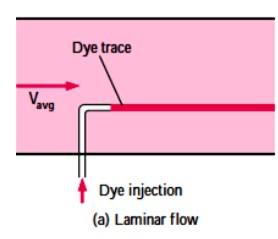 Dye trace
Vavg
Dye injection
(a) Laminar flow